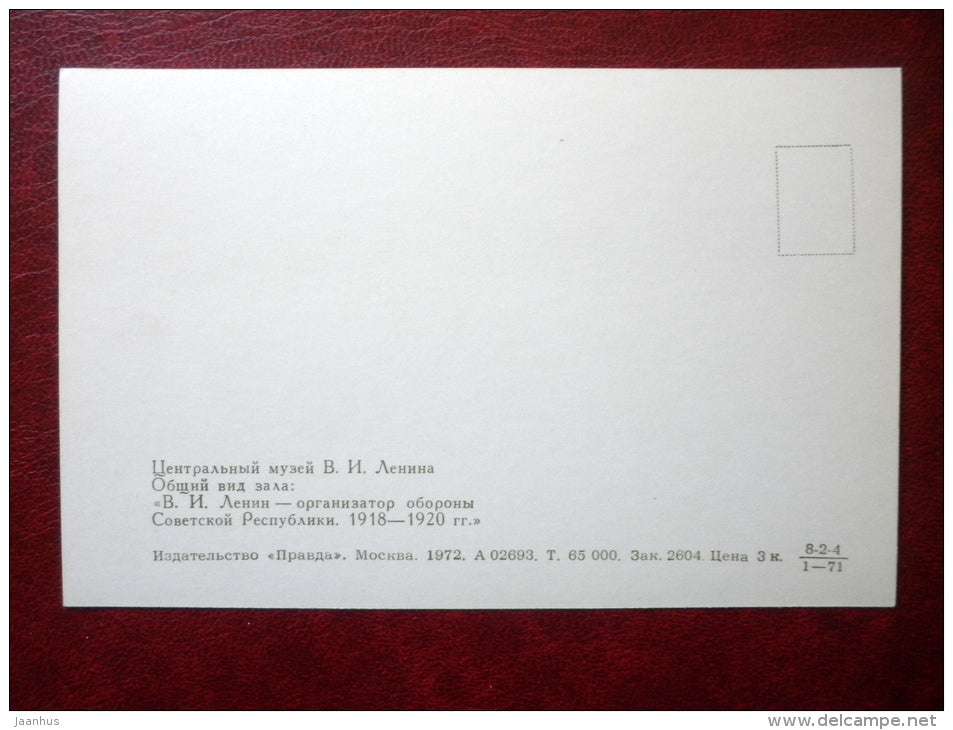 Центральный музей В. И. Ленина
Общий вид зала:
«В. И. Ленин — организатор обороны
Советской Республики. 1918—1920 гг.»
Издательство «Правда». Москва. 1972. А 02693. Т. 65 000. Зак. 2604. Цена 3 к. 8-2-4
1—71
jaanhus
www.delcampe.net